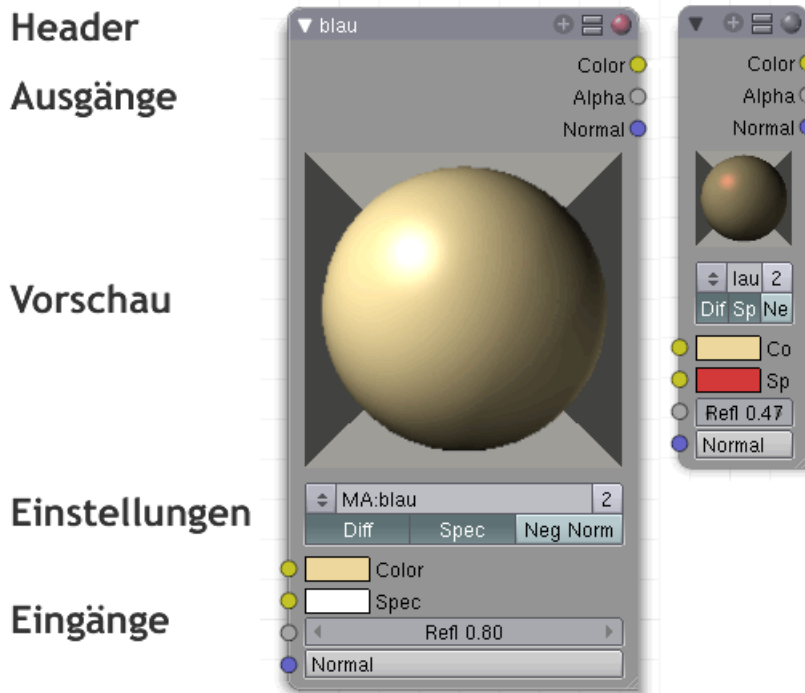 Header
Ausgänge
Vorschau
Einstellungen
Eingänge
blau
Color
Alpha
Normal
MA:blau 2
Diff Spec Neg Norm
Color
Spec
Refl 0.80
Normal
Color
Alpha
Normal
lau 2
Dif Sp Ne
Co
Sp
Refl 0.47
Normal